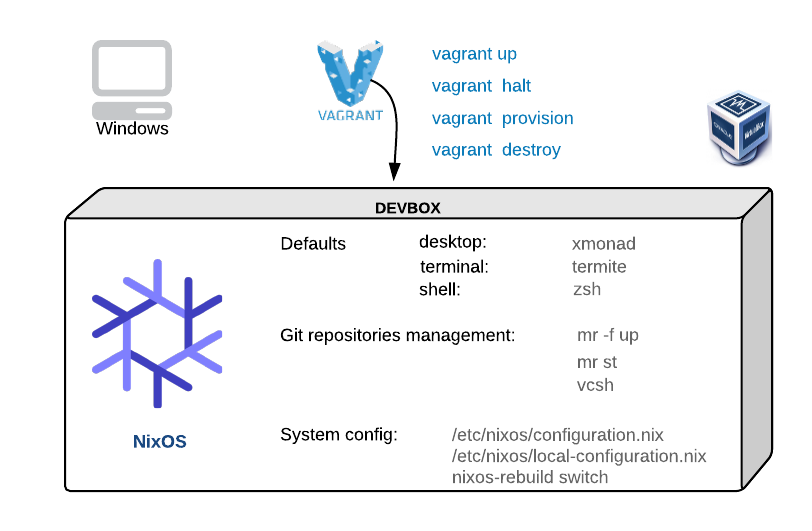 vagrant up
vagrant halt
VAGRANT
vagrant provision
Windows
vagrant destroy
DEVBOX
Defaults desktop: xmonad
terminal: termite
shell: zsh
Git repositories management: mr -f up
mr st
vcsh
NixOS
System config: /etc/nixos/configuration.nix
/etc/nixos/local-configuration.nix
nixos-rebuild switch